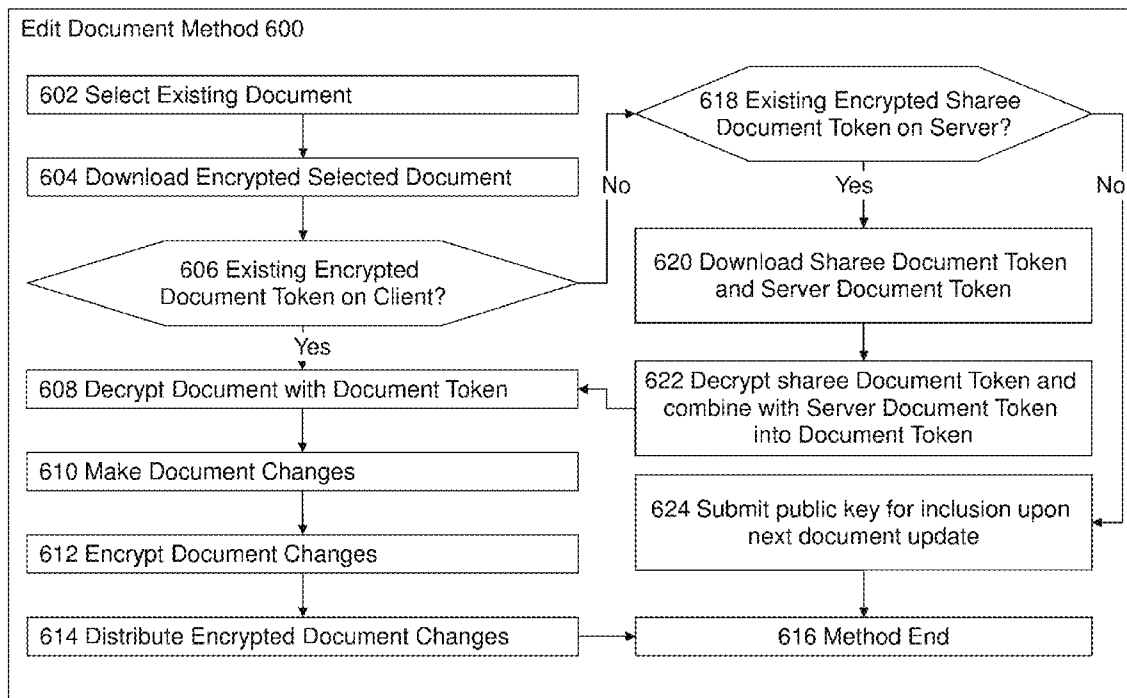 Edit Document Method 600
602 Select Existing Document
604 Download Encrypted Selected Document
606 Existing Encrypted
Document Token on Client?
No
Yes
608 Decrypt Document with Document Token
610 Make Document Changes
612 Encrypt Document Changes
614 Distribute Encrypted Document Changes
618 Existing Encrypted Sharee
Document Token on Server?
Yes
No
620 Download Sharee Document Token
and Server Document Token
622 Decrypt sharee Document Token and
combine with Server Document Token
into Document Token
624 Submit public key for inclusion upon
next document update
616 Method End